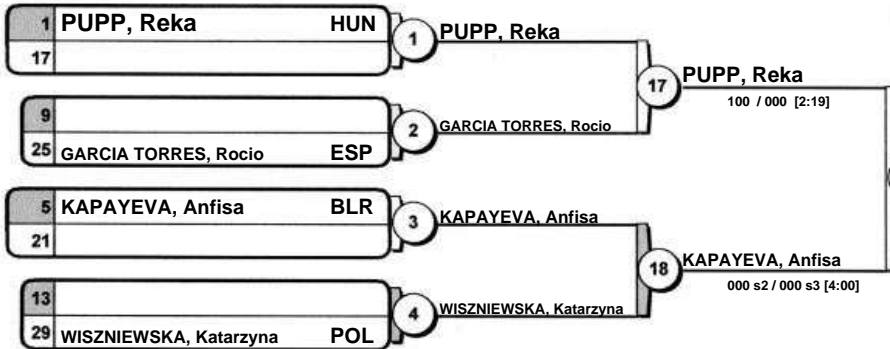 1 PUPP, Reka HUN
17
1 PUPP, Reka
9
25 GARCIA TORRES, Rocio ESP
2 GARCIA TORRES, Rocio
17 PUPP, Reka
100 / 000 [2:19]
5 KAPAYEVA, Anfisa BLR
21
3 KAPAYEVA, Anfisa
13
29 WISZNIEWSKA, Katarzyna POL
4 WISZNIEWSKA, Katarzyna
18 KAPAYEVA, Anfisa
000 s2 / 000 s3 [4:00]